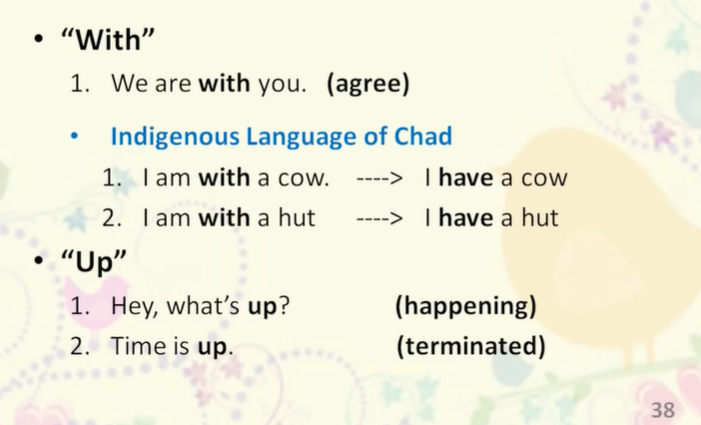 • “With”
1. We are with you. (agree)
• Indigenous Language of Chad
1. I am with a cow. ----> I have a cow
2. I am with a hut ----> I have a hut
• “Up”
1. Hey, what’s up? (happening)
2. Time is up. (terminated)
38